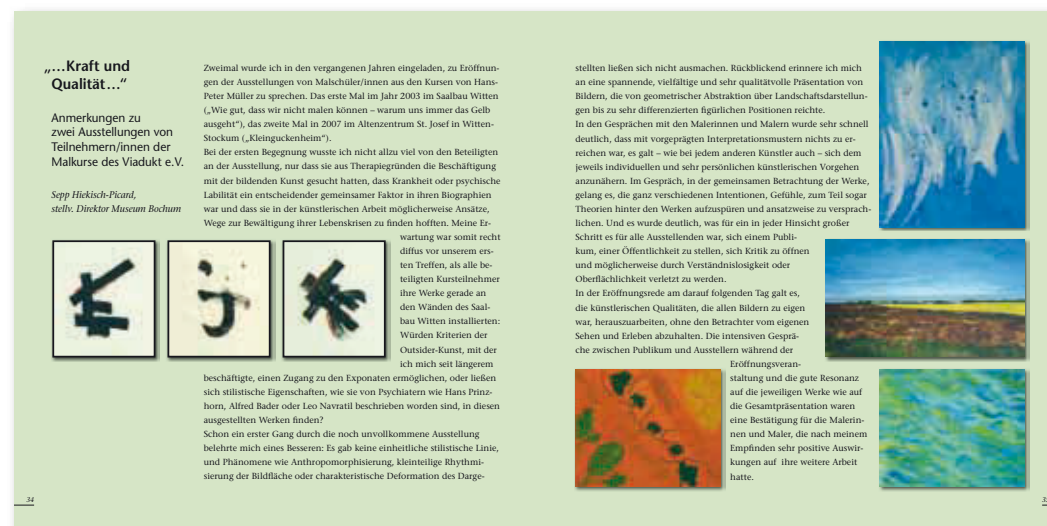 „…Kraft und
Qualität…“
Anmerkungen zu
zwei Ausstellungen von
Teilnehmern/innen der
Malkurse des Viadukt e.V.
Sepp Hiekisch-Picard,
stellv. Direktor Museum Bochum
Zweimal wurde ich in den vergangenen Jahren eingeladen, zu Eröffnun-
gen der Ausstellungen von Malschüler/innen aus den Kursen von Hans-
Peter Müller zu sprechen. Das erste Mal im Jahr 2003 im Saalbau Witten
(„Wie gut, dass wir nicht malen können – warum uns immer das Gelb
ausgeht“), das zweite Mal in 2007 im Altenzentrum St. Josef in Witten-
Stockum („Kleinguckenheim“).
Bei der ersten Begegnung wusste ich nicht allzu viel von den Beteiligten
an der Ausstellung, nur dass sie aus Therapiegründen die Beschäftigung
mit der bildenden Kunst gesucht hatten, dass Krankheit oder psychische
Labilität ein entscheidender gemeinsamer Faktor in ihren Biographien
war und dass sie in der künstlerischen Arbeit möglicherweise Ansätze,
Wege zur Bewältigung ihrer Lebenskrisen zu finden hofften. Meine Er-
wartung war somit recht
diffus vor unserem ers-
ten Treffen, als alle be-
teiligten Kursteilnehmer
ihre Werke gerade an
den Wänden des Saal-
bau Witten installierten:
Würden Kriterien der
Outsider-Kunst, mit der
ich mich seit längerem
beschäftigte, einen Zugang zu den Exponaten ermöglichen, oder ließen
sich stilistische Eigenschaften, wie sie von Psychiatern wie Hans Prinz-
horn, Alfred Bader oder Leo Navratil beschrieben worden sind, in diesen
ausgestellten Werken finden?
Schon ein erster Gang durch die noch unvollkommene Ausstellung
belehrte mich eines Besseren: Es gab keine einheitliche stilistische Linie,
und Phänomene wie Anthropomorphisierung, kleinteilige Rhythmi-
sierung der Bildfläche oder charakteristische Deformation des Darge-
34
stellten ließen sich nicht ausmachen. Rückblickend erinnere ich mich
an eine spannende, vielfältige und sehr qualitätvolle Präsentation von
Bildern, die von geometrischer Abstraktion über Landschaftsdarstellun-
gen bis zu sehr differenzierten figürlichen Positionen reichte.
In den Gesprächen mit den Malerinnen und Malern wurde sehr schnell
deutlich, dass mit vorgeprägten Interpretationsmustern nichts zu er-
reichen war, es galt – wie bei jedem anderen Künstler auch – sich dem
jeweils individuellen und sehr persönlichen künstlerischen Vorgehen
anzunähern. Im Gespräch, in der gemeinsamen Betrachtung der Werke,
gelang es, die ganz verschiedenen Intentionen, Gefühle, zum Teil sogar
Theorien hinter den Werken aufzuspüren und ansatzweise zu versprach-
lichen. Und es wurde deutlich, was für ein in jeder Hinsicht großer
Schritt es für alle Ausstellenden war, sich einem Publi-
kum, einer Öffentlichkeit zu stellen, sich Kritik zu öffnen
und möglicherweise durch Verständnislosigkeit oder
Oberflächlichkeit verletzt zu werden.
In der Eröffnungsrede am darauf folgenden Tag galt es,
die künstlerischen Qualitäten, die allen Bildern zu eigen
war, herauszuarbeiten, ohne den Betrachter vom eigenen
Sehen und Erleben abzuhalten. Die intensiven Gesprä-
che zwischen Publikum und Ausstellern während der
Eröffnungsveran-
staltung und die gute Resonanz
auf die jeweiligen Werke wie auf
die Gesamtpräsentation waren
eine Bestätigung für die Malerin-
nen und Maler, die nach meinem
Empfinden sehr positive Auswir-
kungen auf ihre weitere Arbeit
hatte.